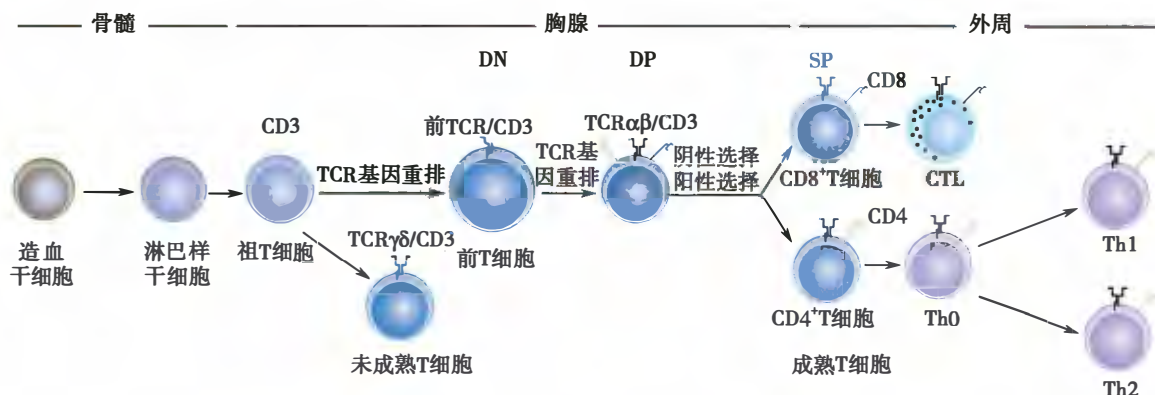 骨髓
胸腺
外周
DN
DP
SP
CD8
CD3
前TCR/CD3
TCRαβ/CD3
TCR基因重排
TCR基
因重排
阴性选择
阳性选择
CD8⁺T细胞
CTL
造血
干细胞
淋巴样
干细胞
祖T细胞
TCRγδ/CD3
前T细胞
CD4
Th1
未成熟T细胞
CD4⁺T细胞
Th0
成熟T细胞
Th2